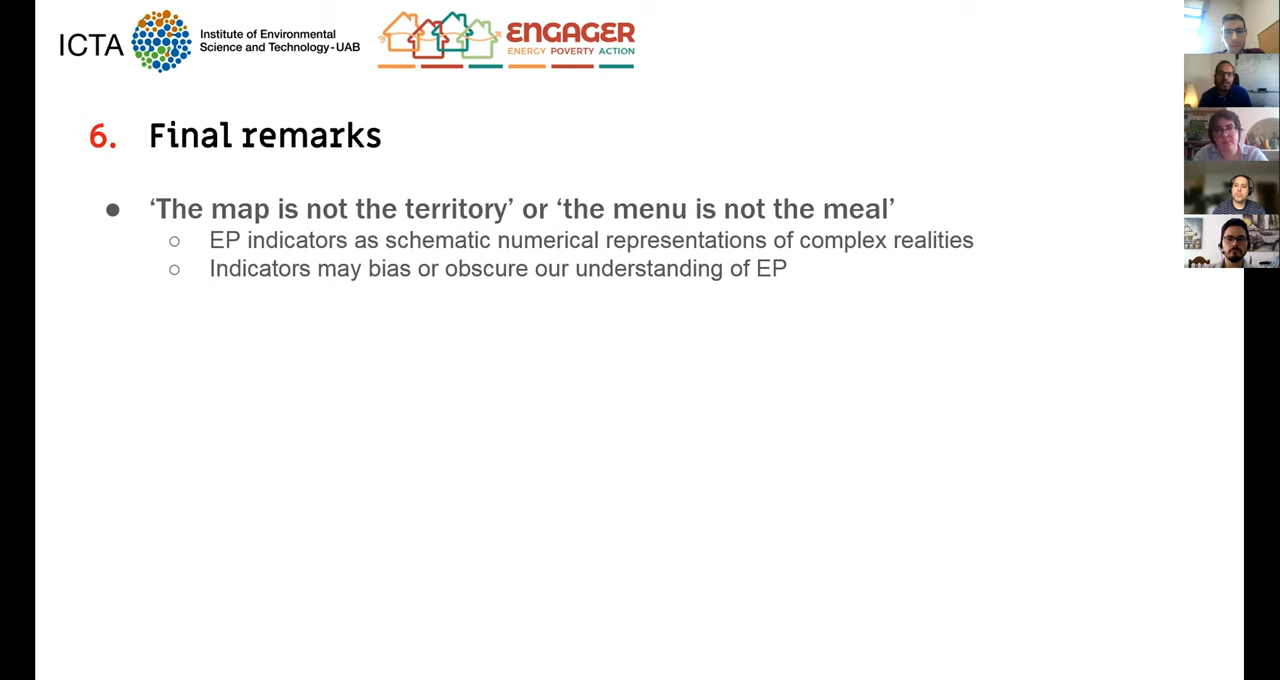 ICTA
Institute of Environmental
Science and Technology-UAB
ENGAGER
ENERGY POVERTY ACTION
6. Final remarks
● ‘The map is not the territory’ or ‘the menu is not the meal’
○ EP indicators as schematic numerical representations of complex realities
○ Indicators may bias or obscure our understanding of EP